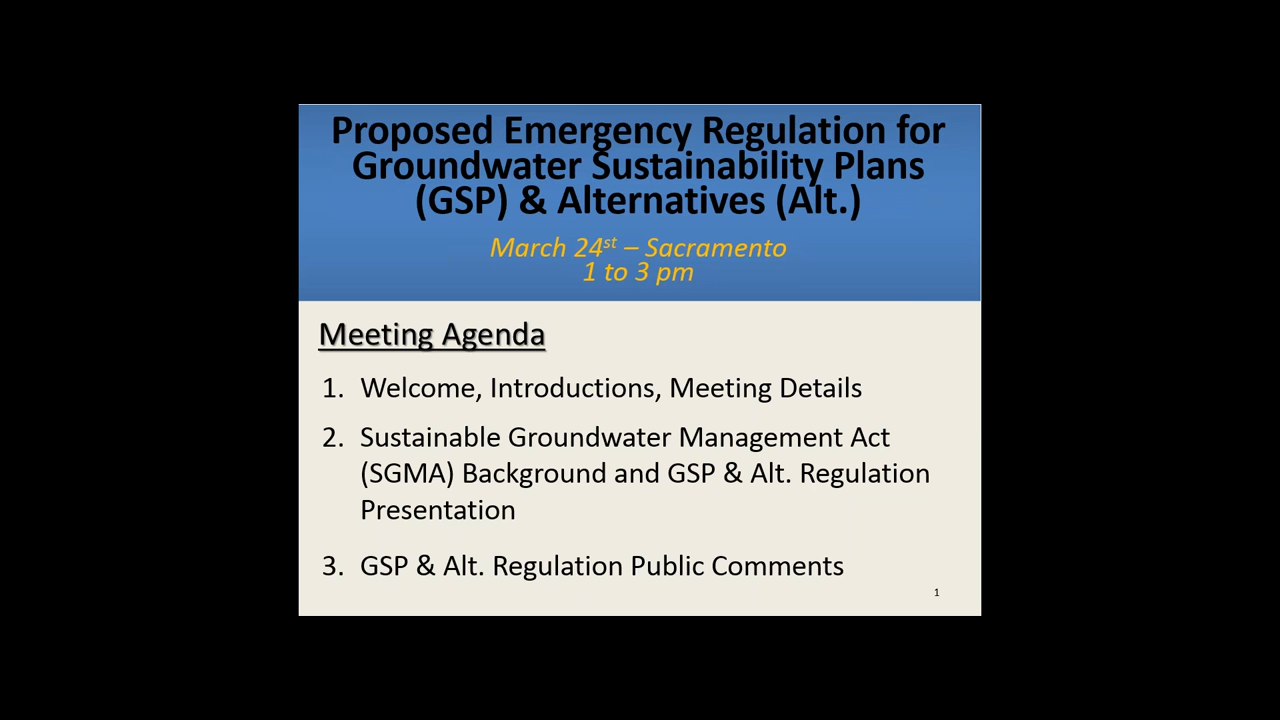 Proposed Emergency Regulation for
Groundwater Sustainability Plans
(GSP) & Alternatives (Alt.)
March 24st – Sacramento
1 to 3 pm
Meeting Agenda
1. Welcome, Introductions, Meeting Details
2. Sustainable Groundwater Management Act
(SGMA) Background and GSP & Alt. Regulation
Presentation
3. GSP & Alt. Regulation Public Comments
1